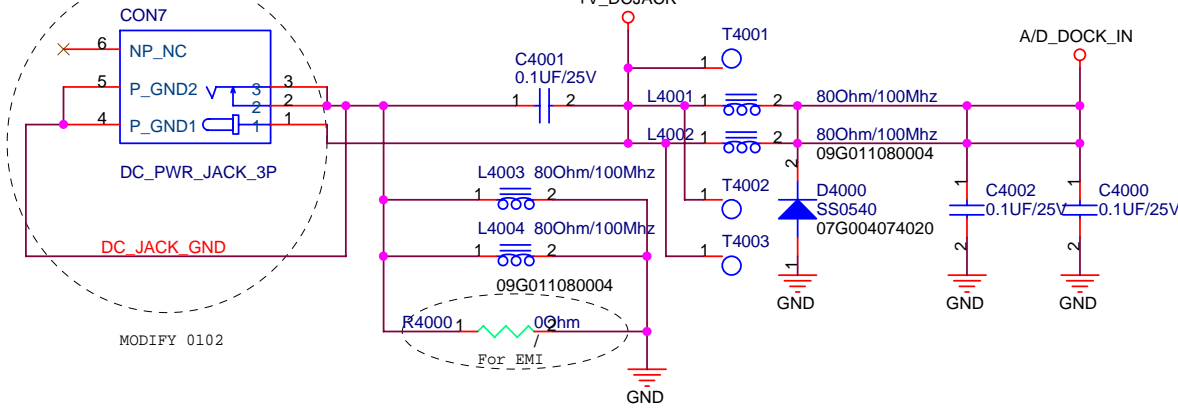 CON7
NP_NC
P_GND2
P_GND1
6
5
4
3
2
1
3
2
1
DC_PWR_JACK_3P
DC_JACK_GND
MODIFY 0102
C4001
0.1UF/25V
1
2
T4001
1
A/D_DOCK_IN
L4001
1
2
80Ohm/100Mhz
L4002
1
2
80Ohm/100Mhz
09G011080004
L4003 80Ohm/100Mhz
1
2
L4004 80Ohm/100Mhz
1
2
09G011080004
R4000
1
2
0Ohm
For EMI
GND
T4002
1
T4003
1
2
D4000
SS0540
07G004074020
1
GND
1
C4002
0.1UF/25V
2
GND
1
C4000
0.1UF/25V
2
GND